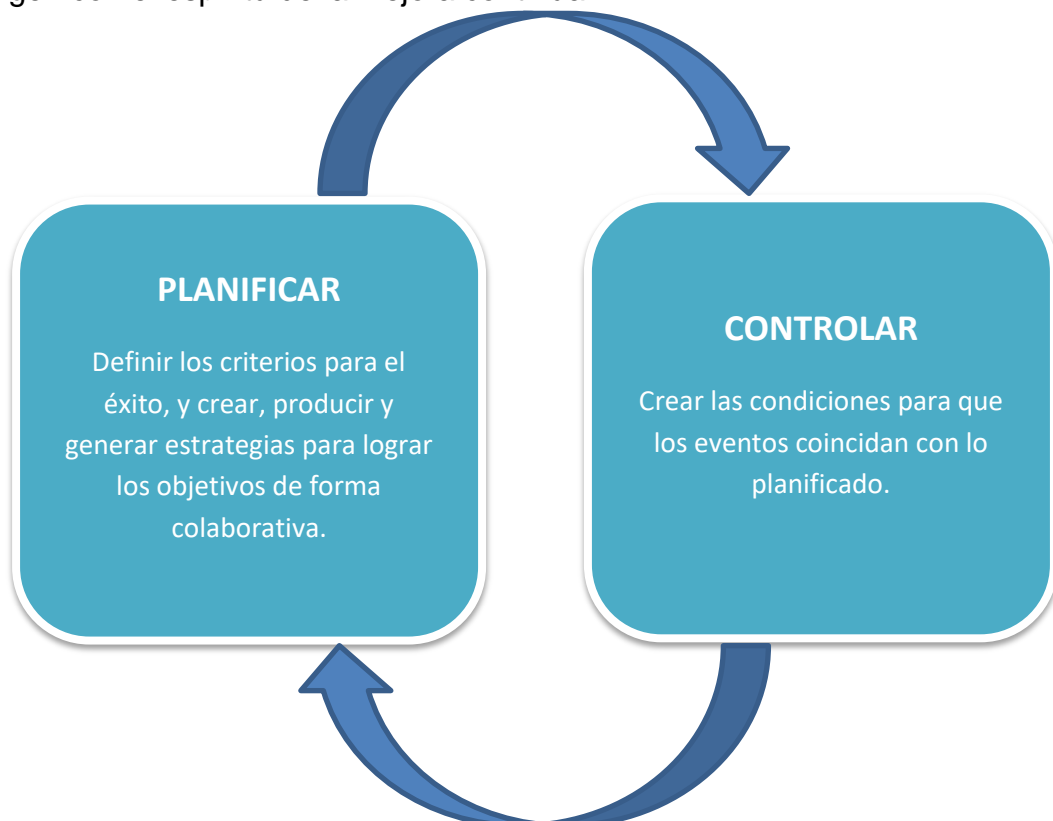 PLANIFICAR
Definir los criterios para el
éxito, y crear, producir y
generar estrategias para lograr
los objetivos de forma
colaborativa.
CONTROLAR
Crear las condiciones para que
los eventos coincidan con lo
planificado.